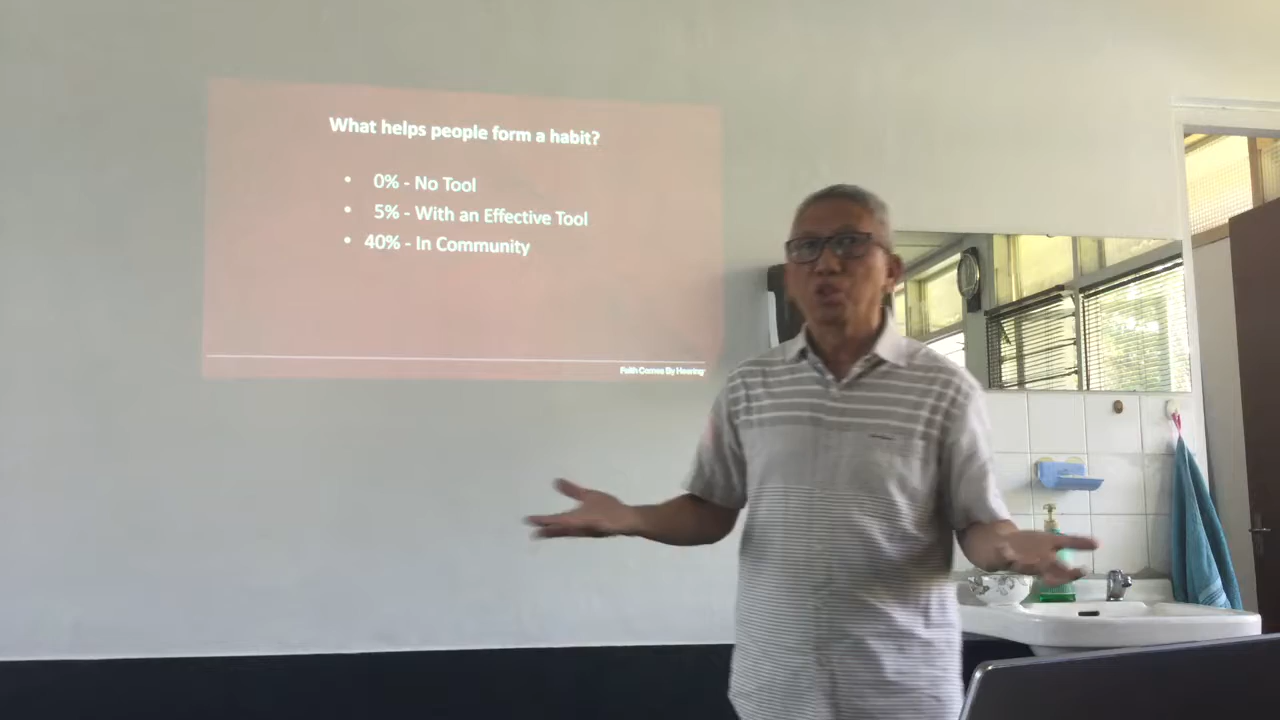 What helps people form a habit?
• 0% - No Tool
• 5% - With an Effective Tool
• 40% - In Community
Faith Comes By Hearing